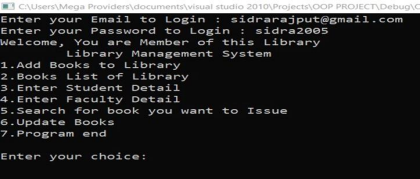 C:\Users\Mega Providers\documents\visual studio 2010\Projects\OOP PROJECT\Debug\O
Enter your Email to Login : sidrarajput@gmail.com
Enter your Password to Login : sidra2005
Welcome, You are Member of this Library
Library Management System
1.Add Books to Library
2.Books List of Library
3.Enter Student Detail
4.Enter Faculty Detail
5.Search for book you want to Issue
6.Update Books
7.Program end
Enter your choice: